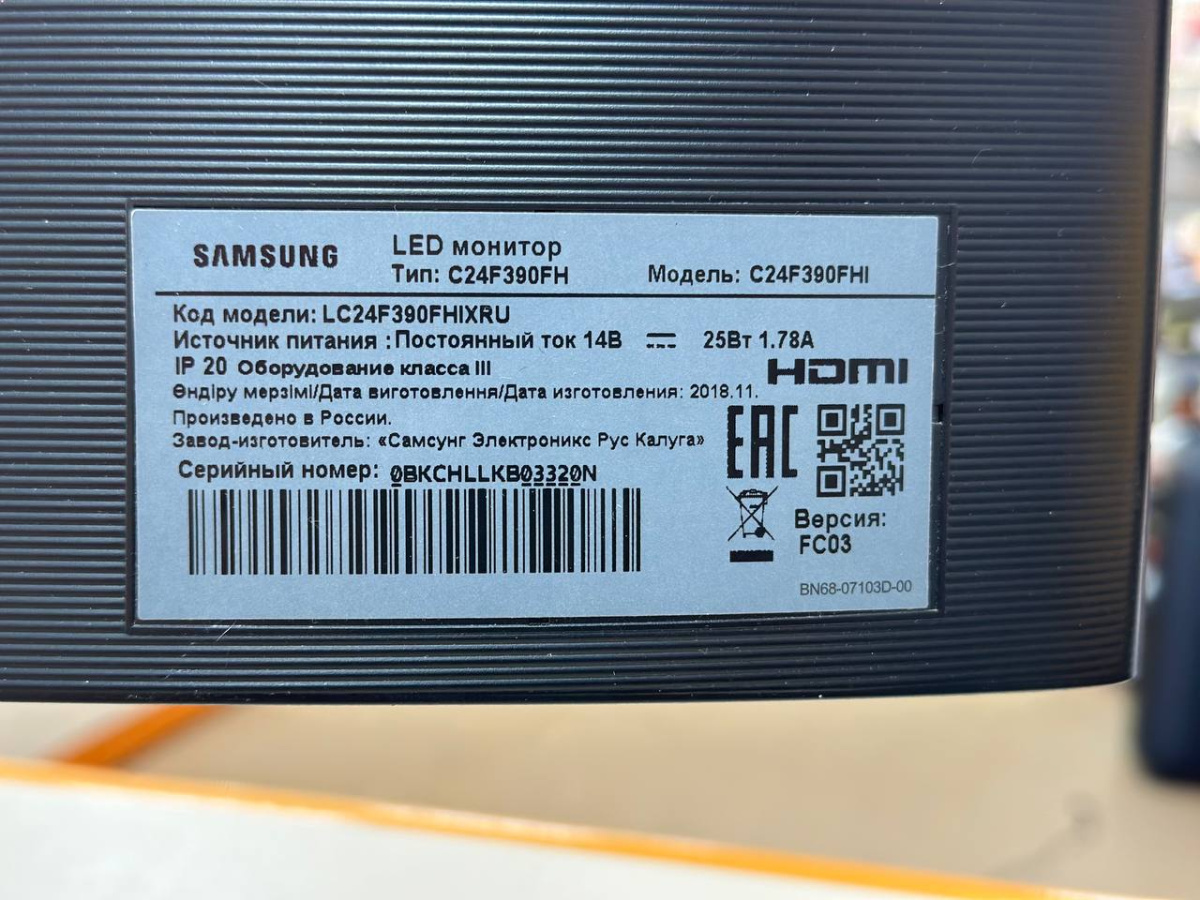 SAMSUNG
LED монитор
Тип: C24F390FH Модель: C24F390FHI
Код модели: LC24F390FHIXRU
Источник питания : Постоянный ток 14В ⎓ 25Вт 1.78А
IP 20 Оборудование класса III
HDMI
Өндіру мерзімі/Дата виготовлення/Дата изготовления: 2018.11.
Произведено в России.
Завод-изготовитель: «Самсунг Электроникс Рус Калуга»
EAC
Серийный номер: 0BKCHLLKB03320N
Версия:
FC03
BN68-07103D-00